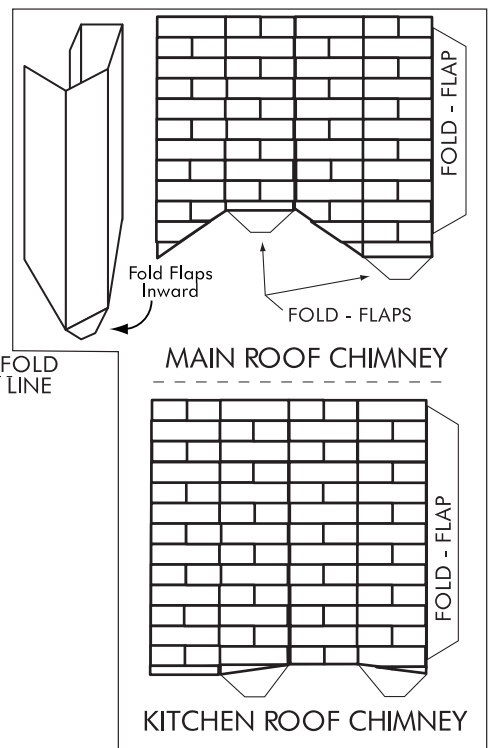 FOLD - FLAP
Fold Flaps
Inward
FOLD - FLAPS
FOLD
LINE
MAIN ROOF CHIMNEY
FOLD - FLAP
KITCHEN ROOF CHIMNEY